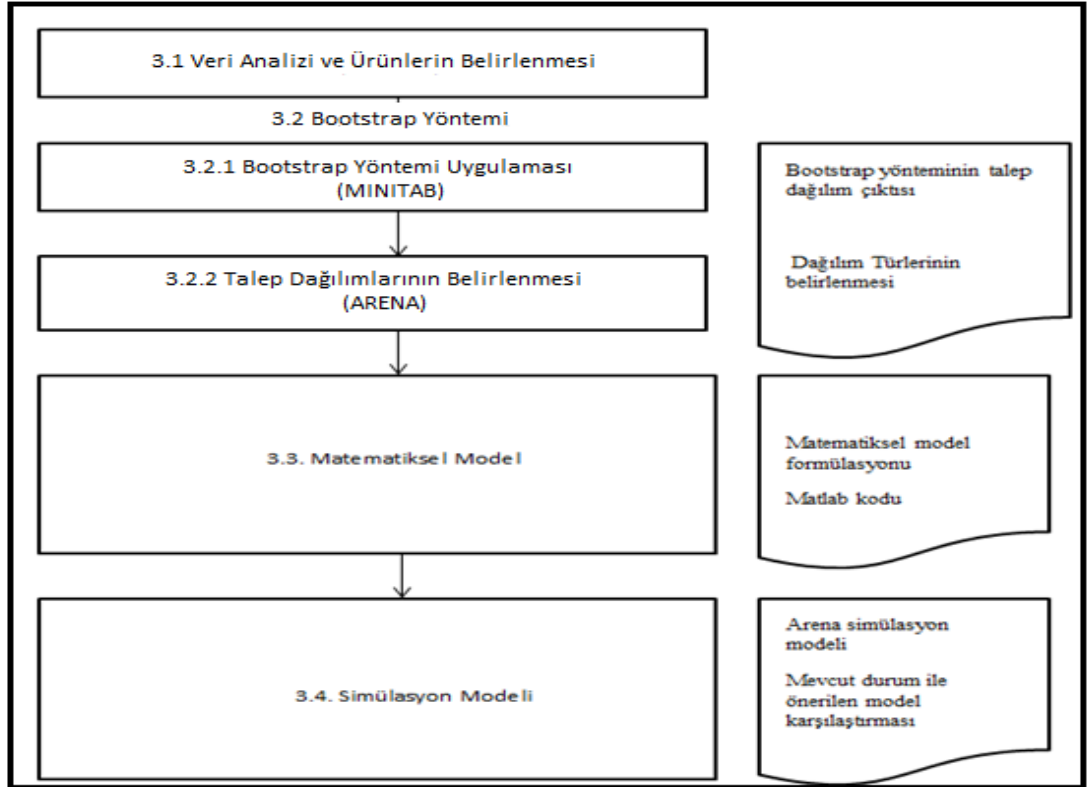 3.1 Veri Analizi ve Ürünlerin Belirlenmesi
3.2 Bootstrap Yöntemi
3.2.1 Bootstrap Yöntemi Uygulaması
(MINITAB)
Bootstrap yönteminin talep
dağılım çıktısı
Dağılım Türlerinin
belirlenmesi
3.2.2 Talep Dağılımlarının Belirlenmesi
(ARENA)
3.3. Matematiksel Model
Matematiksel model
formülasyonu
Matlab kodu
3.4. Simülasyon Modeli
Arena simülasyon
modeli
Mevcut durum ile
önerilen model
karşılaştırması